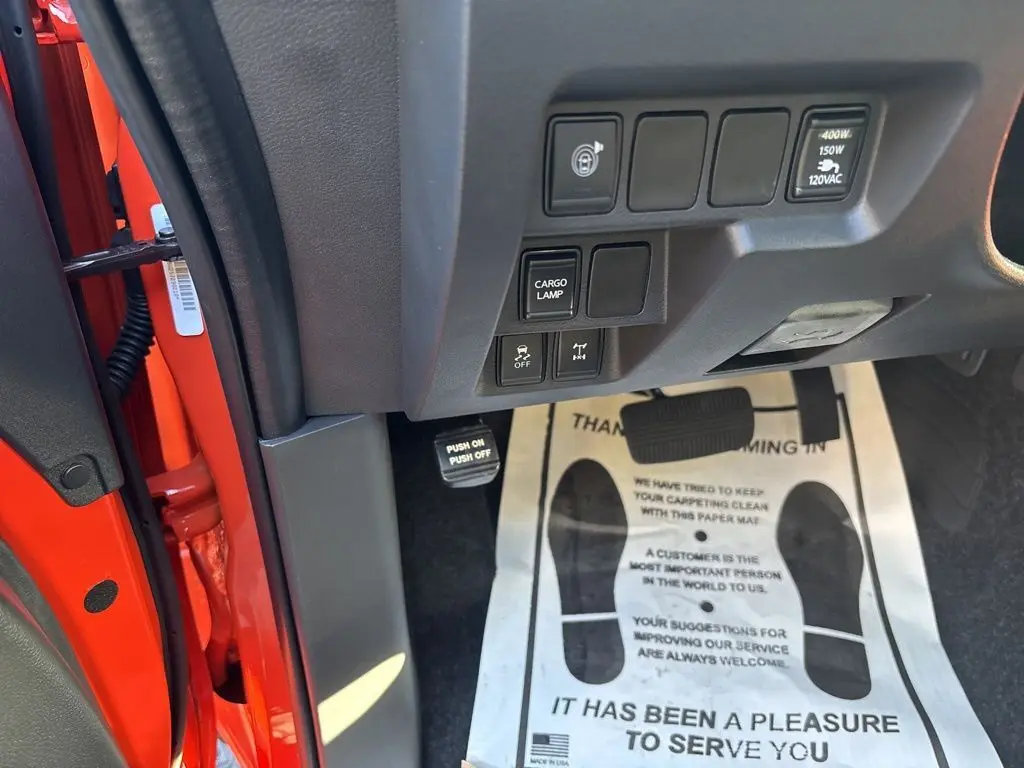 400W
150W
120VAC
CARGO
LAMP
OFF
PUSH ON
PUSH OFF
MING IN
WE HAVE TRIED TO KEEP
YOUR CARPETING CLEAN
WITH THIS PAPER MAT
A CUSTOMER IS THE
MOST IMPORTANT PERSON
IN THE WORLD TO US.
YOUR SUGGESTIONS FOR
IMPROVING OUR SERVICE
ARE ALWAYS WELCOME.
IT HAS BEEN A PLEASURE
TO SERVE YOU
MADE IN USA